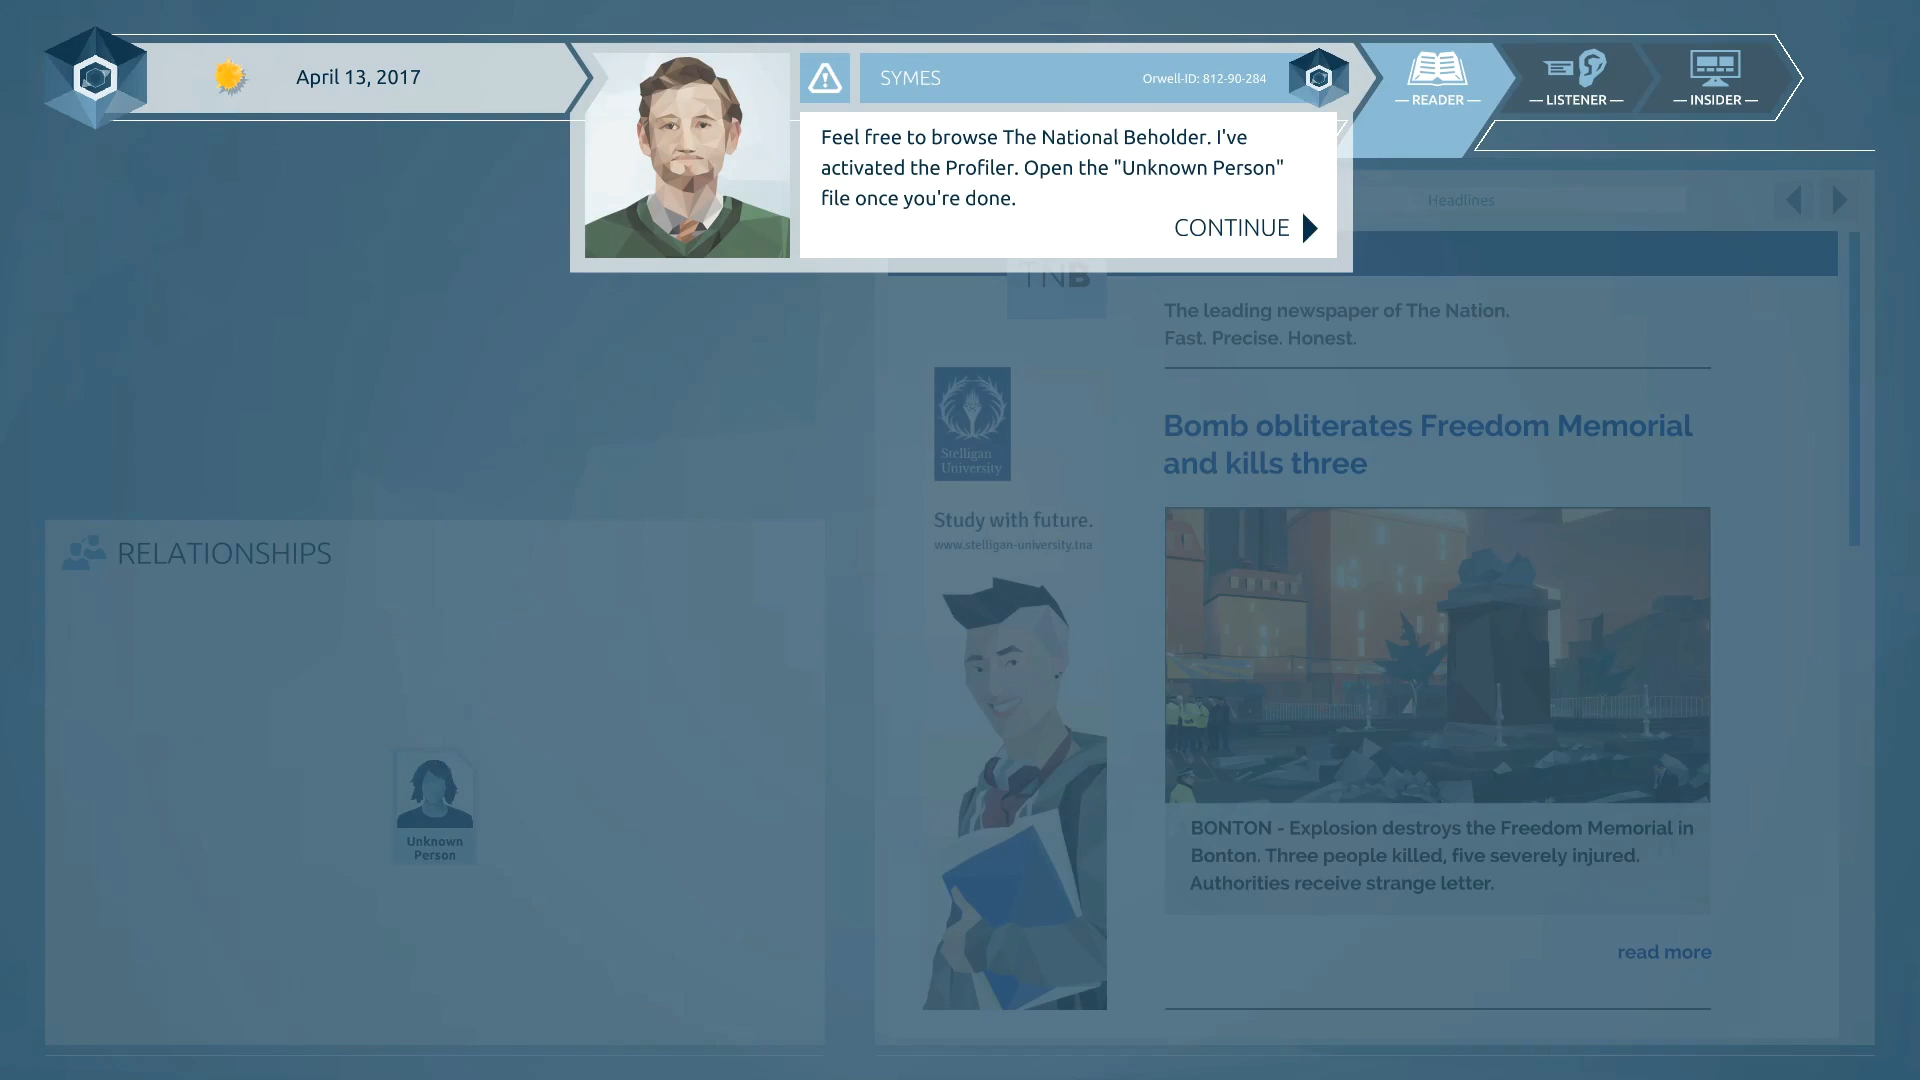 April 13, 2017
SYMES
Orwell-ID: 812-90-284
Feel free to browse The National Beholder. I've
activated the Profiler. Open the "Unknown Person"
file once you're done.
CONTINUE
READER
LISTENER
INSIDER
Headlines
TNB
The leading newspaper of The Nation.
Fast. Precise. Honest.
Stelligan
University
Study with future.
www.stelligan-university.tna
Bomb obliterates Freedom Memorial
and kills three
BONTON - Explosion destroys the Freedom Memorial in
Bonton. Three people killed, five severely injured.
Authorities receive strange letter.
read more
RELATIONSHIPS
Unknown
Person